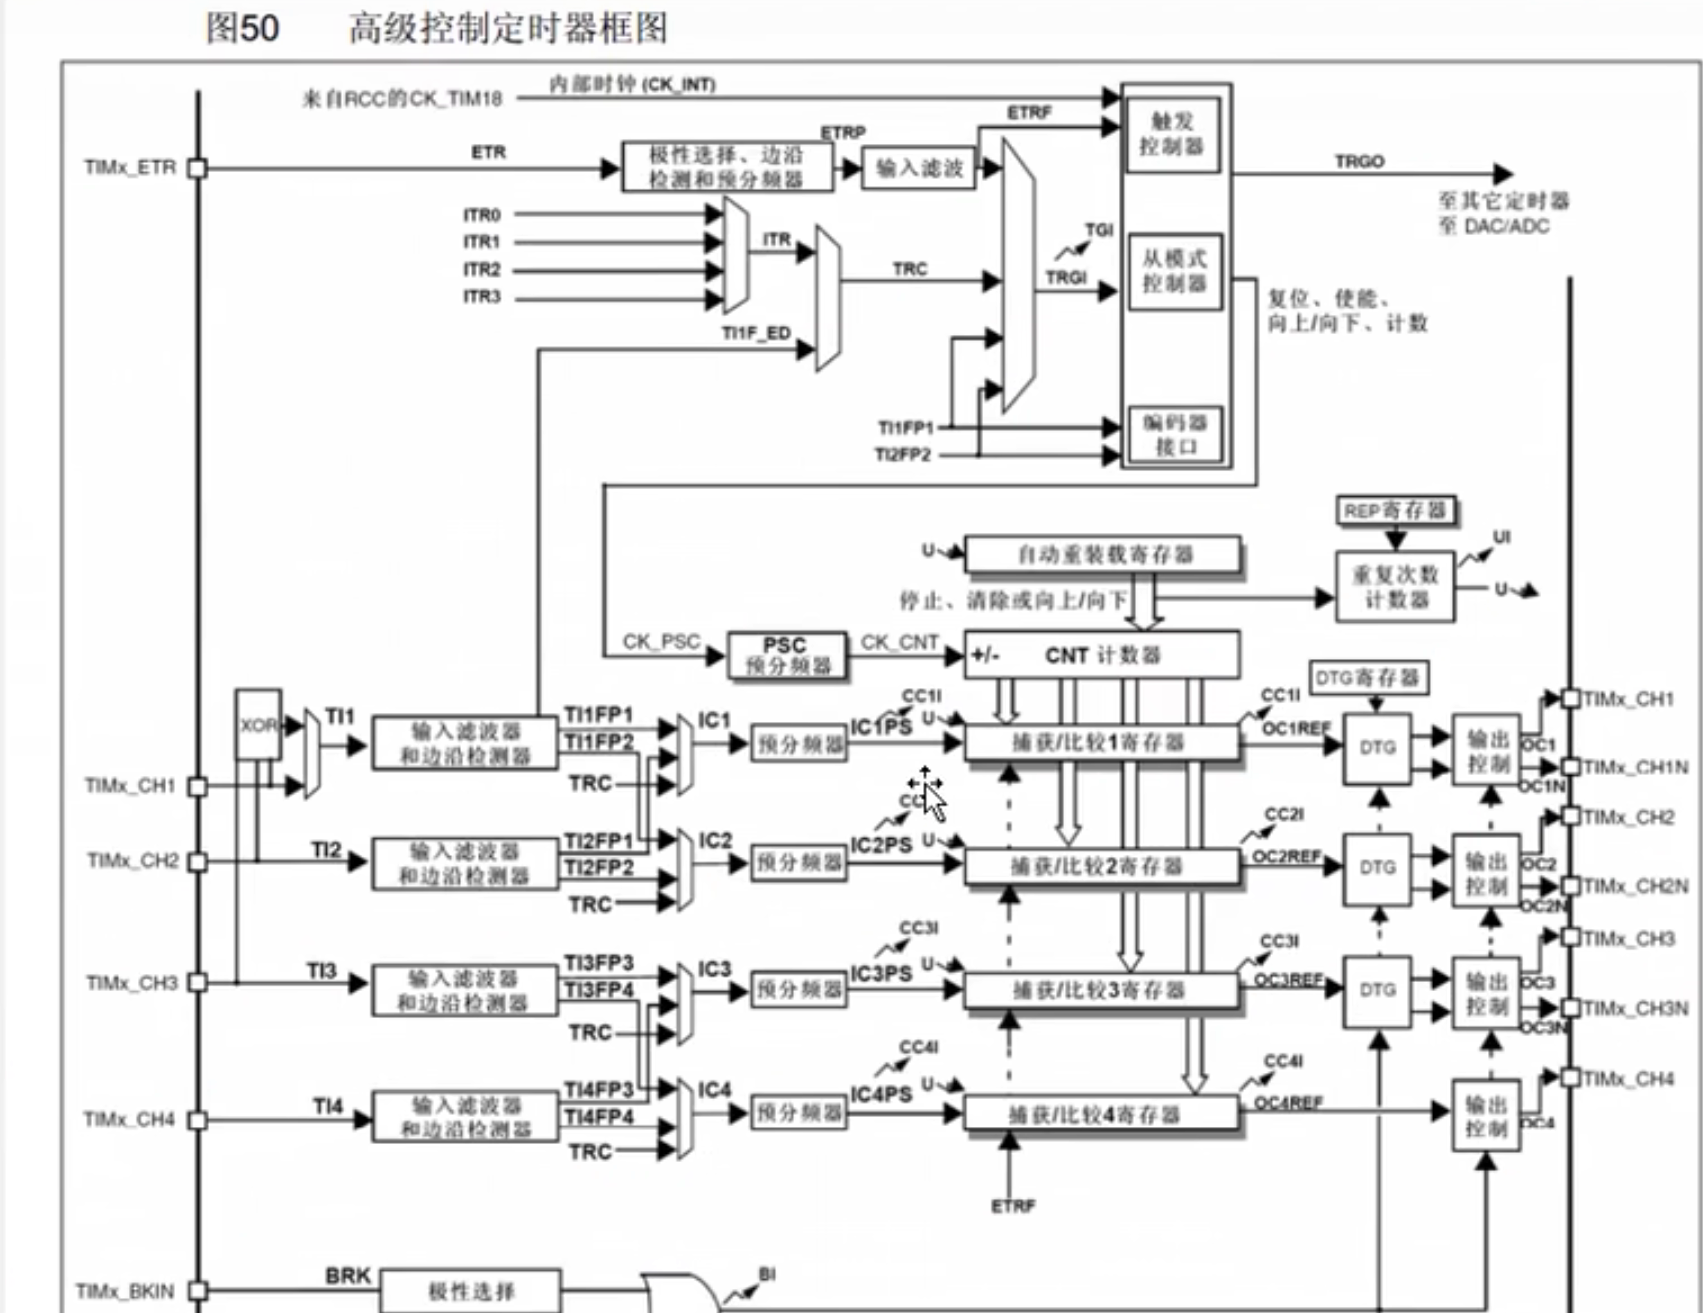 图50 高级控制定时器框图
内部时钟 (CK_INT)
来自RCC的CK_TIM18
ETRF
触发
控制器
TIMx_ETR
ETR
极性选择、边沿
检测和预分频器
ETRP
输入滤波
TRGO
至其它定时器
至 DAC/ADC
ITR0
ITR1
ITR2
ITR3
ITR
TRC
TI1F_ED
TGI
TRGI
从模式
控制器
复位、使能、
向上/向下、计数
TI1FP1
TI2FP2
编码器
接口
REP寄存器
U
自动重装载寄存器
UI
重复次数
计数器
U
停止、清除或向上/向下
CK_PSC
PSC
预分频器
CK_CNT
+/- CNT 计数器
DTG寄存器
XOR
TI1
输入滤波器
和边沿检测器
TI1FP1
TI1FP2
TRC
IC1
预分频器
CC1I
IC1PS
U
捕获/比较1寄存器
CC1I
OC1REF
DTG
输出
控制
OC1
OC1N
TIMx_CH1
TIMx_CH1N
TIMx_CH1
TIMx_CH2
TI2
输入滤波器
和边沿检测器
TI2FP1
TI2FP2
TRC
IC2
预分频器
IC2PS
U
捕获/比较2寄存器
CC2I
OC2REF
DTG
输出
控制
OC2
OC2N
TIMx_CH2
TIMx_CH2N
TIMx_CH3
TI3
输入滤波器
和边沿检测器
TI3FP3
TI3FP4
TRC
IC3
预分频器
CC3I
IC3PS
U
捕获/比较3寄存器
CC3I
OC3REF
DTG
输出
控制
OC3
OC3N
TIMx_CH3
TIMx_CH3N
TIMx_CH4
TI4
输入滤波器
和边沿检测器
TI4FP3
TI4FP4
TRC
IC4
预分频器
CC4I
IC4PS
U
捕获/比较4寄存器
CC4I
OC4REF
输出
控制
OC4
TIMx_CH4
ETRF
TIMx_BKIN
BRK
极性选择
BI